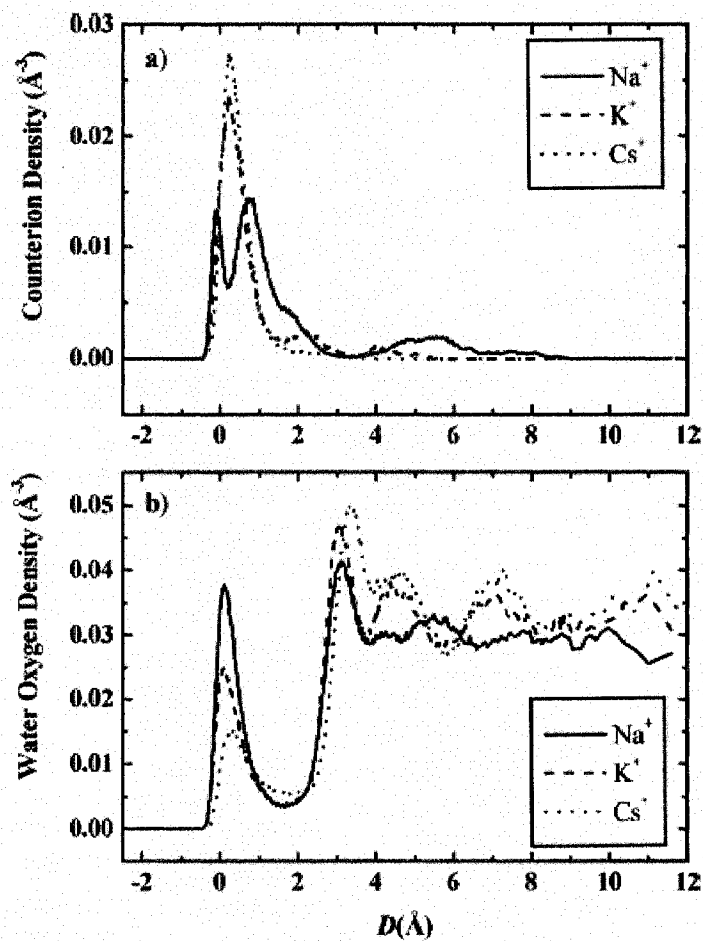 a)
Counterion Density (Å⁻³)
0.03
0.02
0.01
0.00
Na⁺
K⁺
Cs⁺
-2 0 2 4 6 8 10 12
b)
Water Oxygen Density (Å⁻³)
0.05
0.04
0.03
0.02
0.01
0.00
Na⁺
K⁺
Cs⁺
-2 0 2 4 6 8 10 12
D(Å)